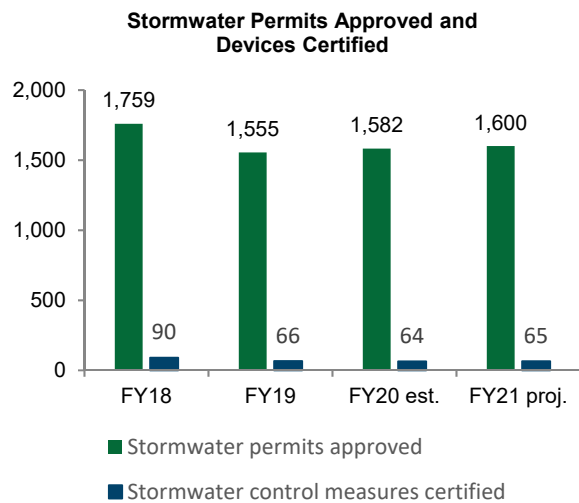 Stormwater Permits Approved and
Devices Certified
2,000
1,500
1,000
500
0
1,759
1,555
1,582
1,600
90
66
64
65
FY18
FY19
FY20 est.
FY21 proj.
Stormwater permits approved
Stormwater control measures certified